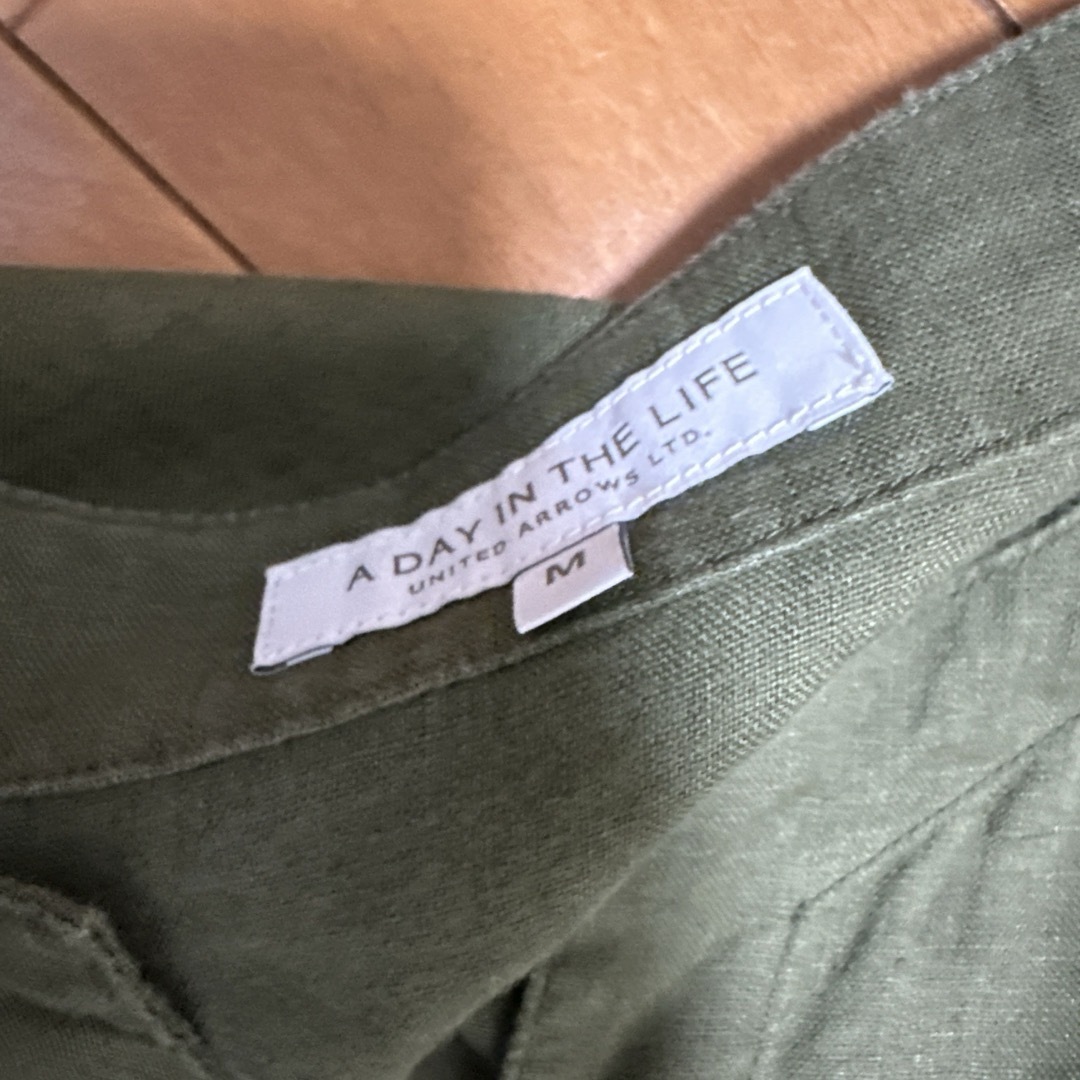 A DAY IN THE LIFE
UNITED ARROWS LTD.
M